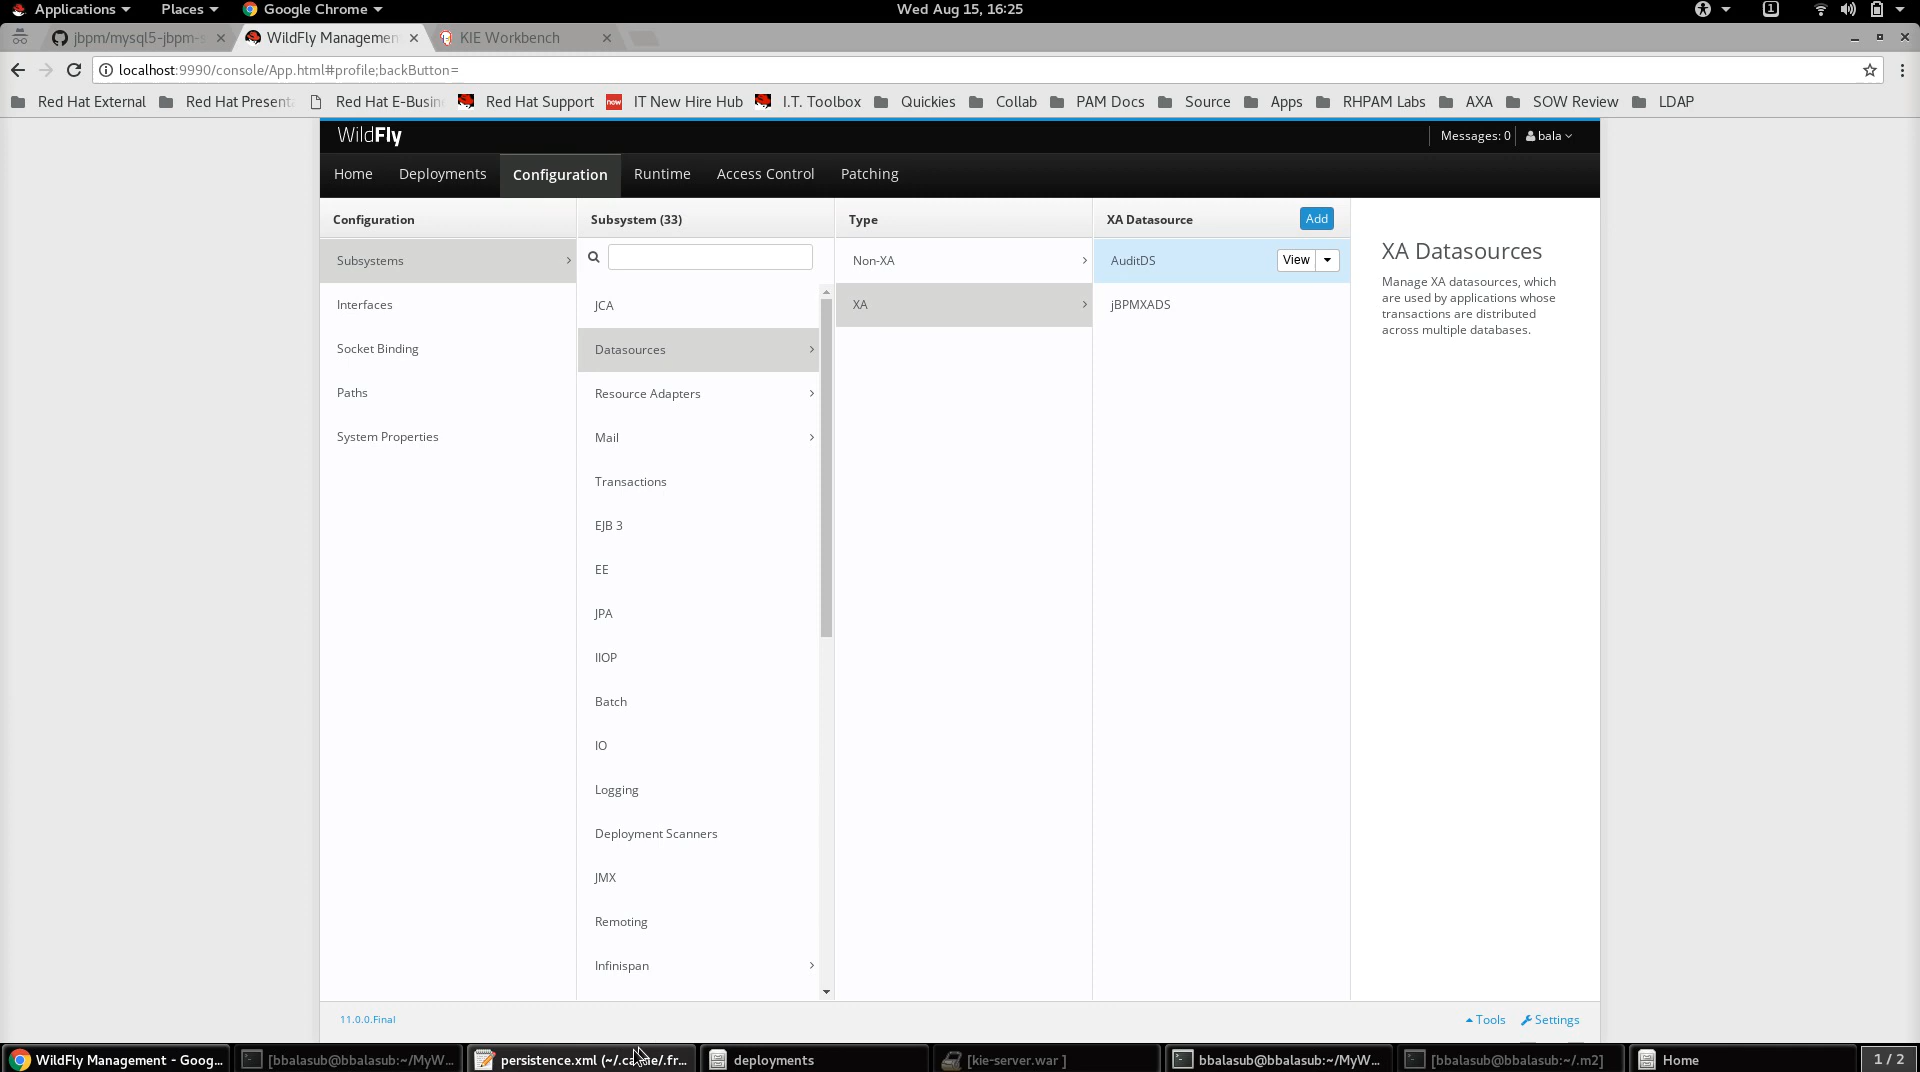 Applications Places Google Chrome Wed Aug 15, 16:25 1
jbpm/mysql5-jbpm-s WildFly Managemen KIE Workbench
localhost:9990/console/App.html#profile;backButton=
Red Hat External Red Hat Presenta Red Hat E-Busin Red Hat Support now IT New Hire Hub I.T. Toolbox Quickies Collab PAM Docs Source Apps RHPAM Labs AXA SOW Review LDAP
WildFly Messages: 0 bala
Home Deployments Configuration Runtime Access Control Patching
Configuration
Subsystems
Interfaces
Socket Binding
Paths
System Properties
Subsystem (33)
JCA
Datasources
Resource Adapters
Mail
Transactions
EJB 3
EE
JPA
IIOP
Batch
IO
Logging
Deployment Scanners
JMX
Remoting
Infinispan
Type
Non-XA
XA
XA Datasource Add
AuditDS View
jBPMXADS
XA Datasources
Manage XA datasources, which
are used by applications whose
transactions are distributed
across multiple databases.
11.0.0.Final Tools Settings
WildFly Management - Goog... [bbalasub@bbalasub:~/MyW... persistence.xml (~/.ca he/.fr... deployments [kie-server.war ] bbalasub@bbalasub:~/MyW... [bbalasub@bbalasub:~/.m2] Home 1 / 2